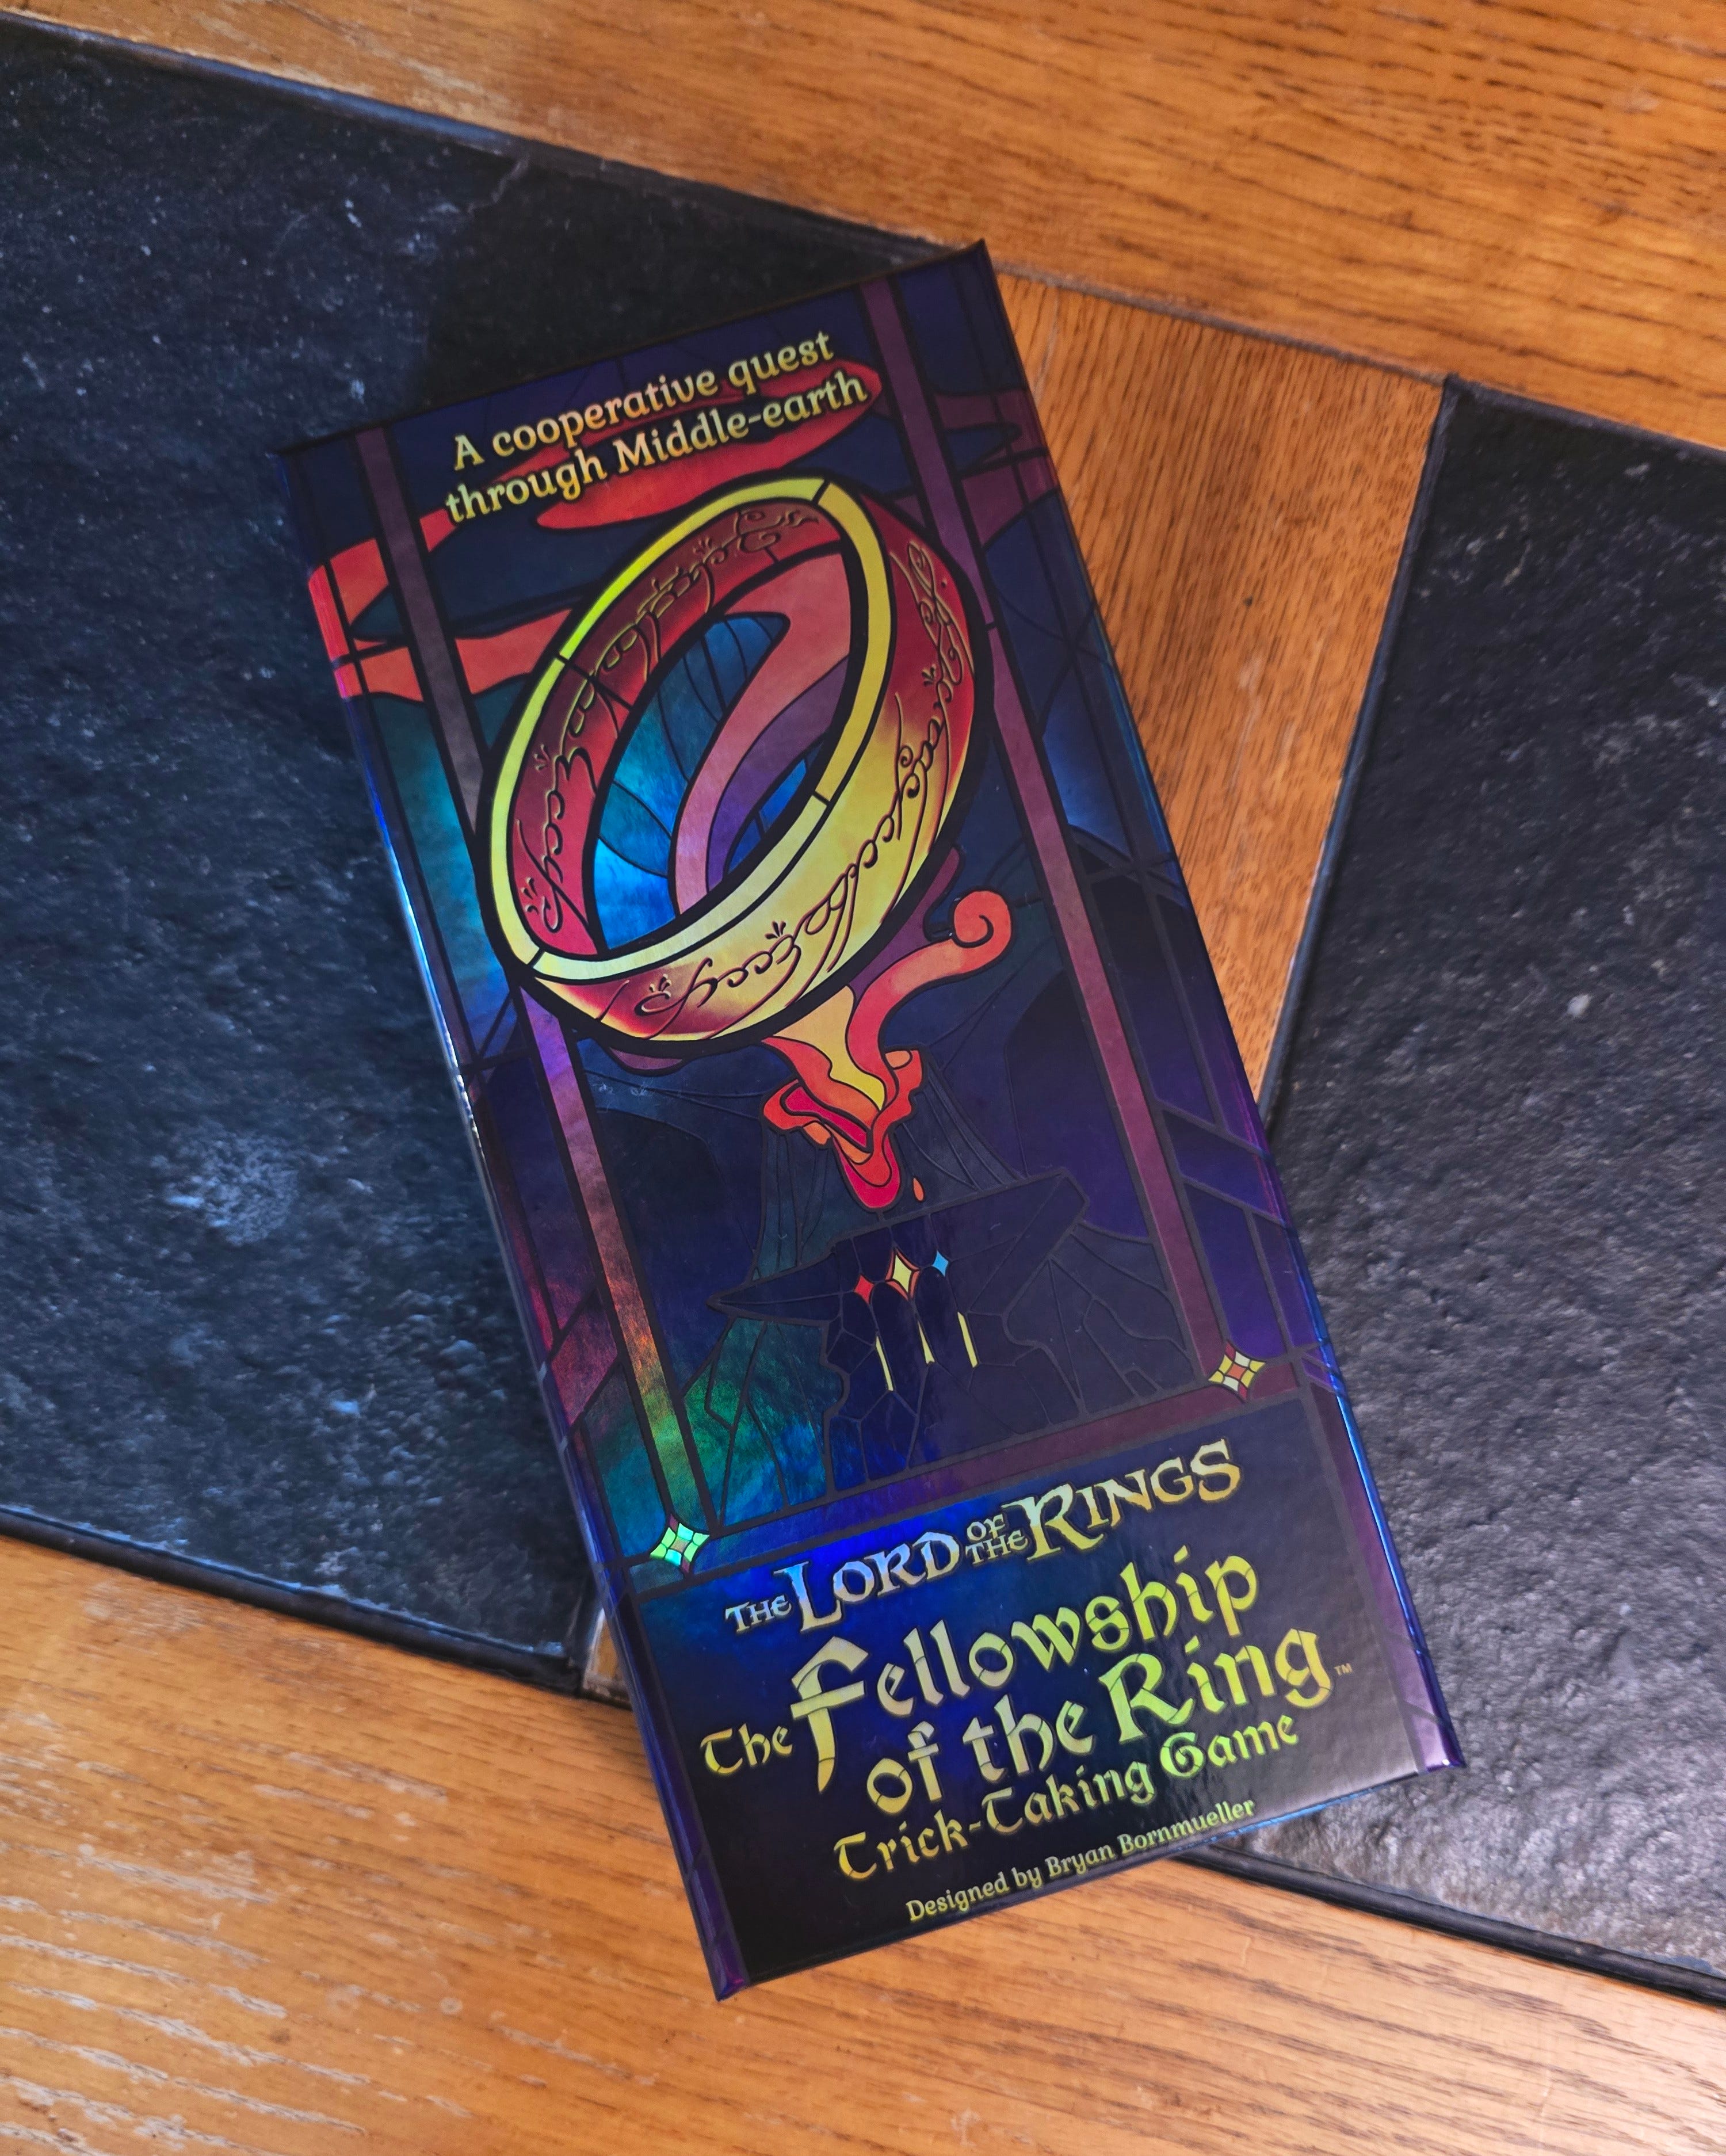 A cooperative quest
through Middle-earth
THE LORD OF THE RINGS
The Fellowship
of the Ring™
Trick-Taking Game
Designed by Bryan Bornmueller